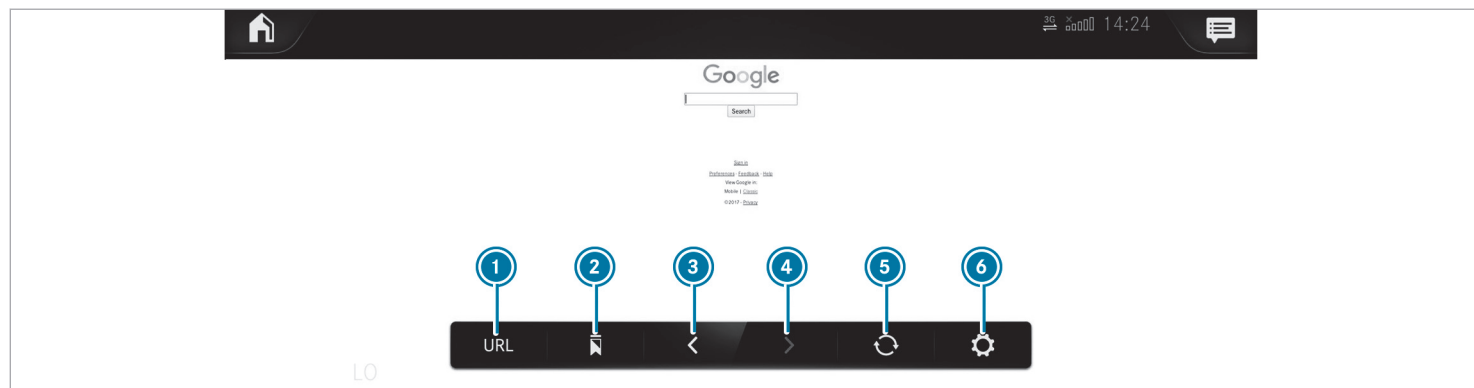 3G 14:24
Google
Search
Sign in
Preferences - Feedback - Help
View Google in:
Mobile | Classic
©2017 - Privacy
1 2 3 4 5 6
URL
LO